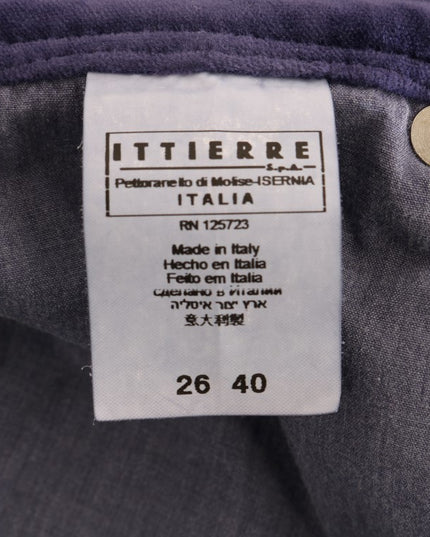 ITTIERRE
S.p.A.
Pettoranello di Molise-ISERNIA
ITALIA
RN 125723
Made in Italy
Hecho en Italia
Feito em Italia
Сделано в Италии
ארץ יצור איטליה
意大利製
26 40